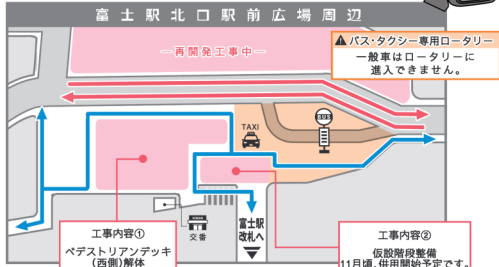 富士駅北口駅前広場周辺
再開発工事中
バス・タクシー専用ロータリー
一般車はロータリーに
進入できません。
TAXI
BUS
交番
富士駅
改札へ
工事内容①
ペデストリアンデッキ
(西側)解体
工事内容②
仮設階段整備
11月頃、供用開始予定です。